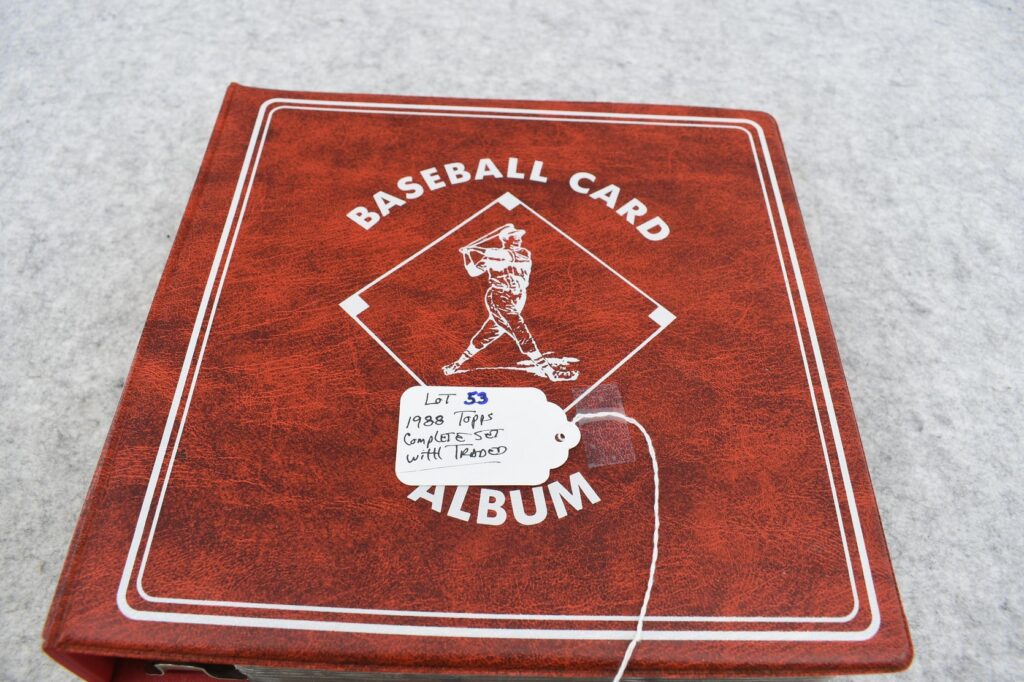 BASEBALL CARD
LOT 53
1988 Topps
Complete Set
with Traded
ALBUM